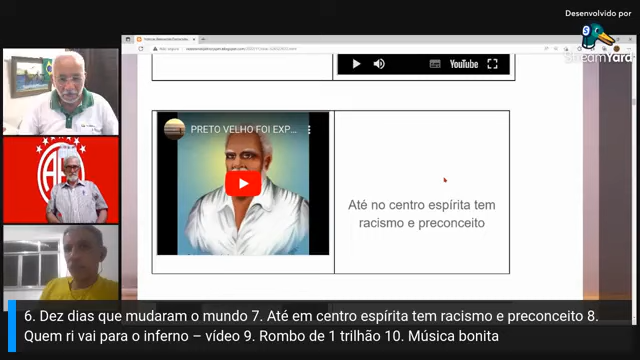 Desenvolvido por
StreamYard
YouTube
PRETO VELHO FOI EXP...
Até no centro espírita tem
racismo e preconceito
6. Dez dias que mudaram o mundo 7. Até em centro espírita tem racismo e preconceito 8.
Quem ri vai para o inferno – vídeo 9. Rombo de 1 trilhão 10. Música bonita